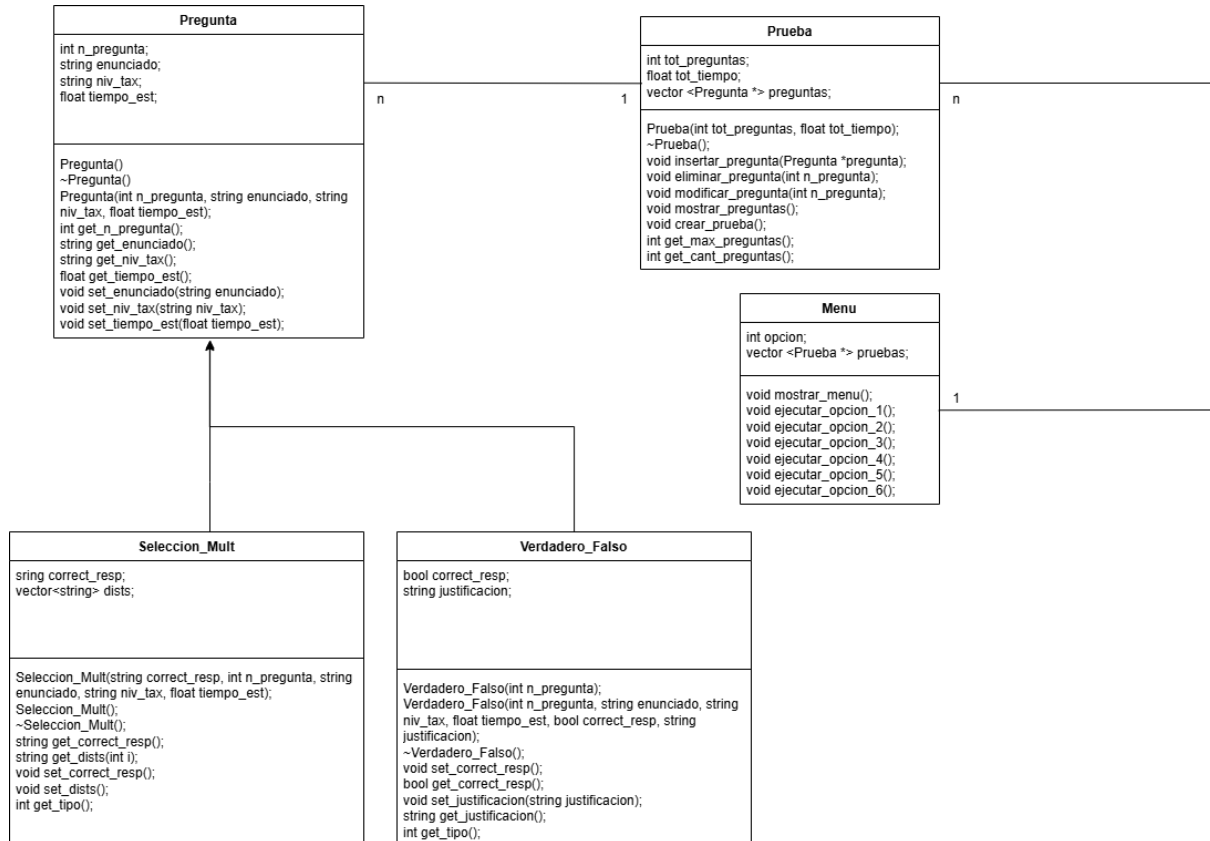 Pregunta
int n_pregunta;
string enunciado;
string niv_tax;
float tiempo_est;
Pregunta()
~Pregunta()
Pregunta(int n_pregunta, string enunciado, string
niv_tax, float tiempo_est);
int get_n_pregunta();
string get_enunciado();
string get_niv_tax();
float get_tiempo_est();
void set_enunciado(string enunciado);
void set_niv_tax(string niv_tax);
void set_tiempo_est(float tiempo_est);
n
1
Prueba
int tot_preguntas;
float tot_tiempo;
vector <Pregunta *> preguntas;
Prueba(int tot_preguntas, float tot_tiempo);
~Prueba();
void insertar_pregunta(Pregunta *pregunta);
void eliminar_pregunta(int n_pregunta);
void modificar_pregunta(int n_pregunta);
void mostrar_preguntas();
void crear_prueba();
int get_max_preguntas();
int get_cant_preguntas();
n
Menu
int opcion;
vector <Prueba *> pruebas;
void mostrar_menu();
void ejecutar_opcion_1();
void ejecutar_opcion_2();
void ejecutar_opcion_3();
void ejecutar_opcion_4();
void ejecutar_opcion_5();
void ejecutar_opcion_6();
1
Seleccion_Mult
sring correct_resp;
vector<string> dists;
Seleccion_Mult(string correct_resp, int n_pregunta, string
enunciado, string niv_tax, float tiempo_est);
Seleccion_Mult();
~Seleccion_Mult();
string get_correct_resp();
string get_dists(int i);
void set_correct_resp();
void set_dists();
int get_tipo();
Verdadero_Falso
bool correct_resp;
string justificacion;
Verdadero_Falso(int n_pregunta);
Verdadero_Falso(int n_pregunta, string enunciado, string
niv_tax, float tiempo_est, bool correct_resp, string
justificacion);
~Verdadero_Falso();
void set_correct_resp();
bool get_correct_resp();
void set_justificacion(string justificacion);
string get_justificacion();
int get_tipo();